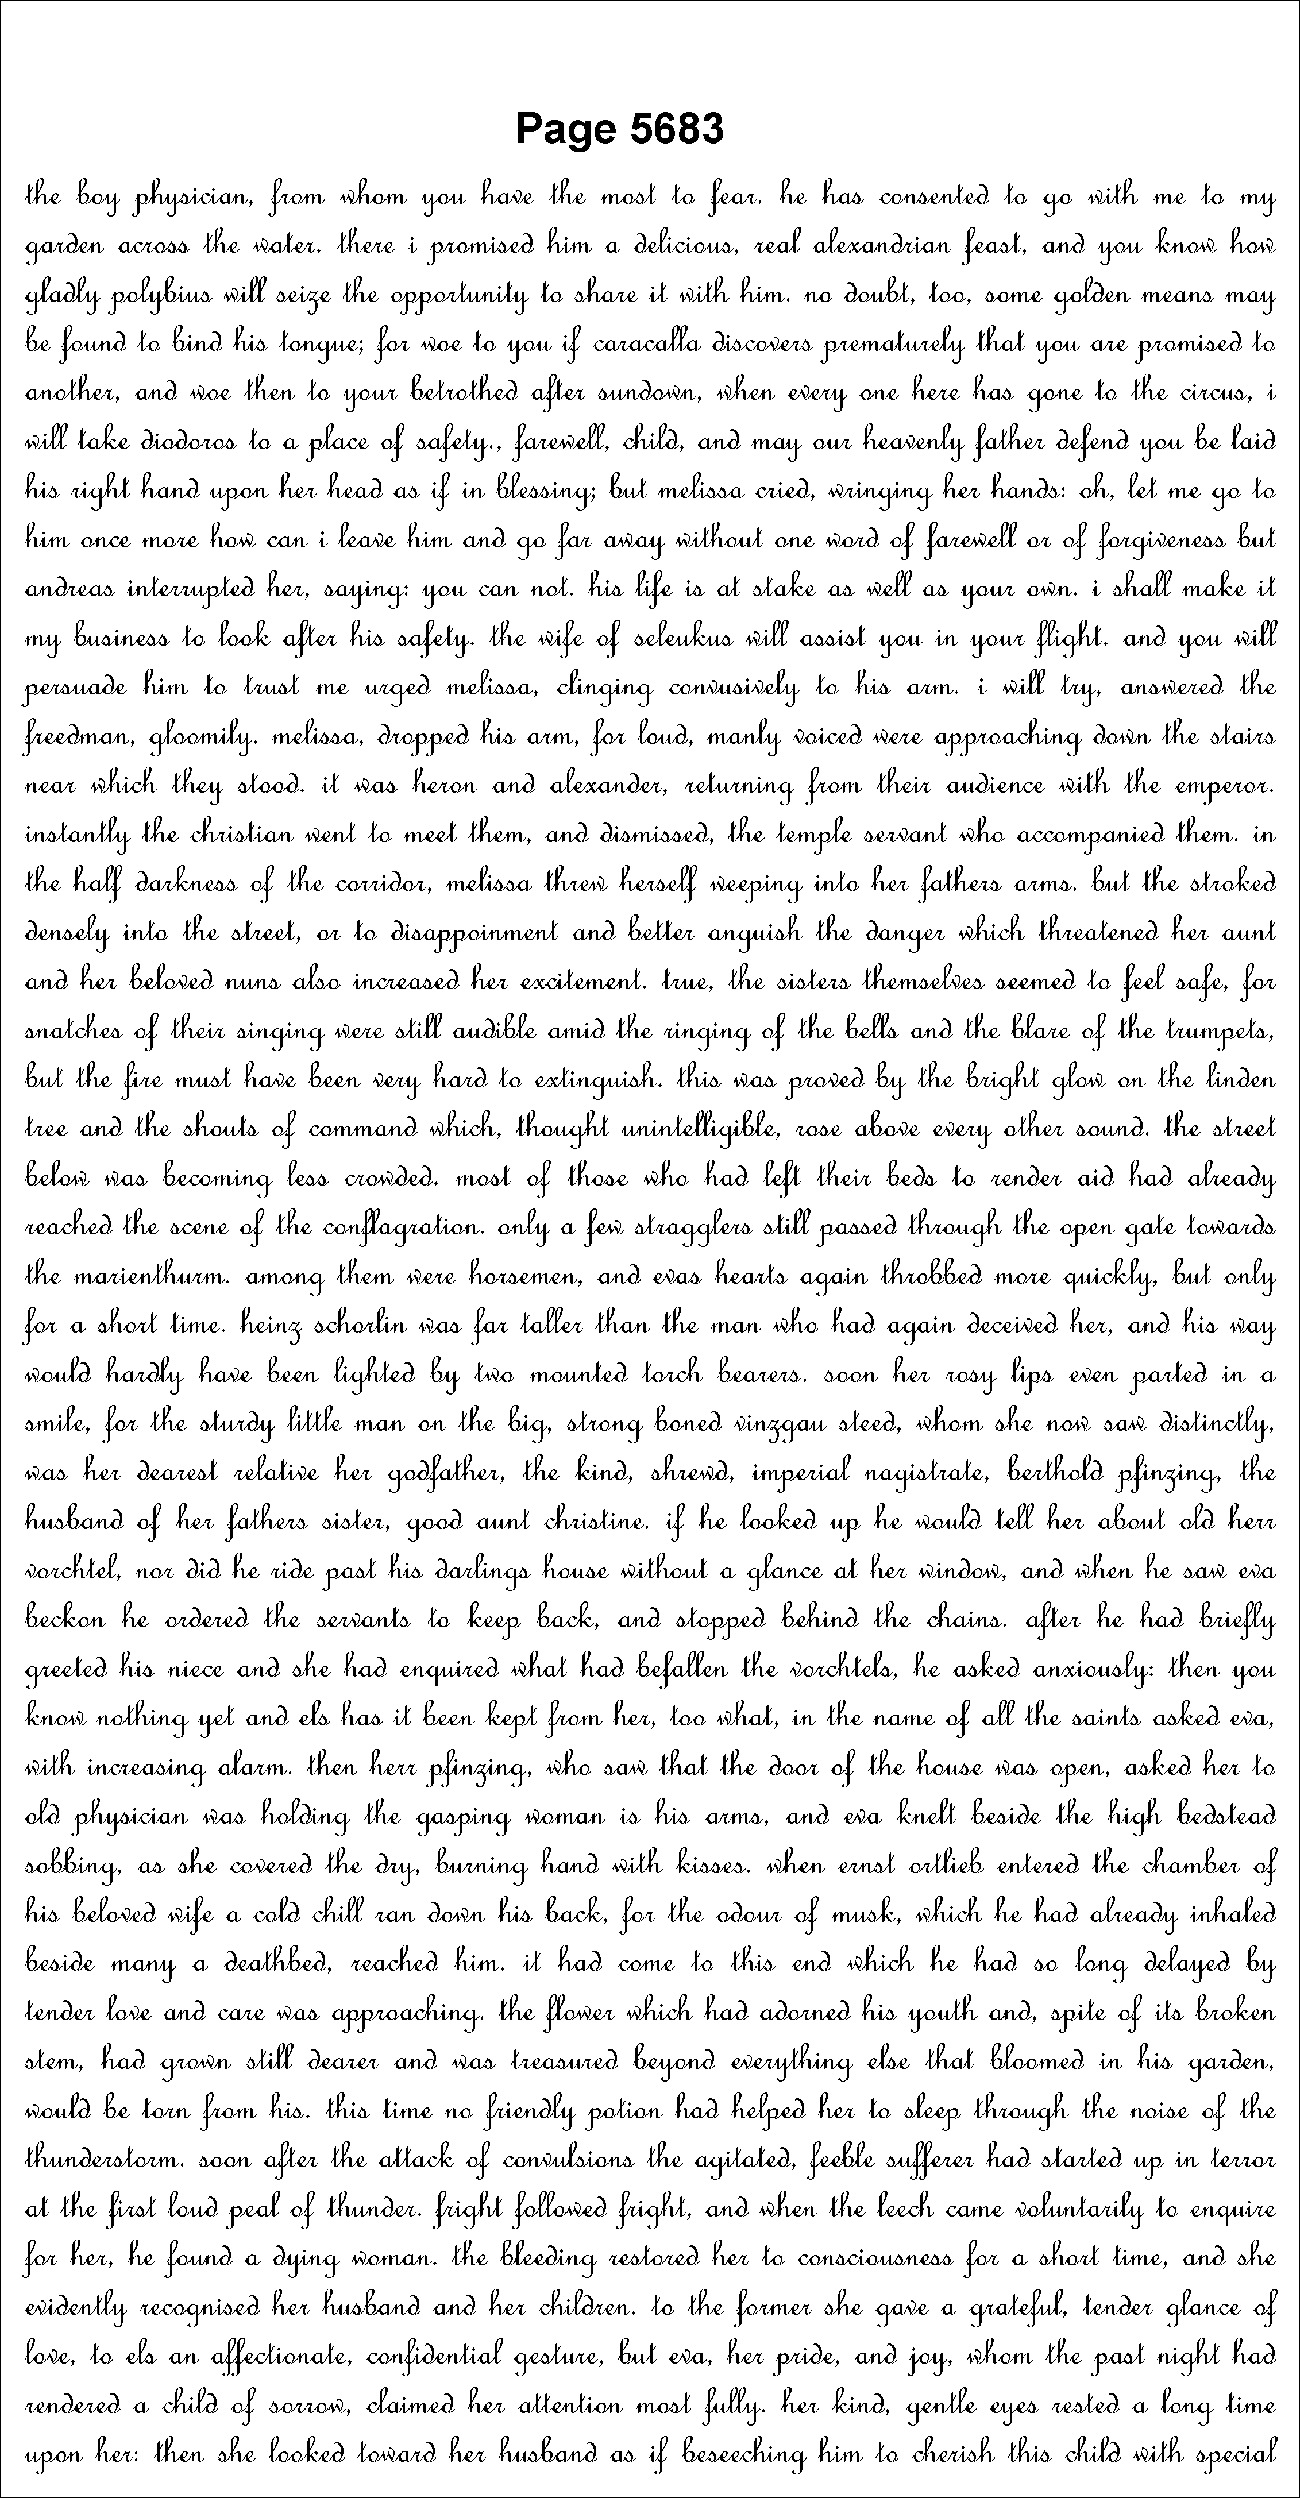 Page 5683
the boy physician, from whom you have the most to fear. he has consented to go with me to my
garden across the water. there i promised him a delicious, real alexandrian feast, and you know how
gladly polybius will seize the opportunity to share it with him. no doubt, too, some golden means may
be found to bind his tongue; for woe to you if caracalla discovers prematurely that you are promised to
another, and woe then to your betrothed after sundown, when every one here has gone to the circus, i
will take diodoros to a place of safety., farewell, child, and may our heavenly father defend you be laid
his right hand upon her head as if in blessing; but melissa cried, wringing her hands: oh, let me go to
him once more how can i leave him and go far away without one word of farewell or of forgiveness but
andreas interrupted her, saying: you can not. his life is at stake as well as your own. i shall make it
my business to look after his safety. the wife of seleukus will assist you in your flight. and you will
persuade him to trust me urged melissa, clinging convusively to his arm. i will try, answered the
freedman, gloomily. melissa, dropped his arm, for loud, manly voiced were approaching down the stairs
near which they stood. it was heron and alexander, returning from their audience with the emperor.
instantly the christian went to meet them, and dismissed, the temple servant who accompanied them. in
the half darkness of the corridor, melissa threw herself weeping into her fathers arms. but the stroked
densely into the street, or to disappoinment and better anguish the danger which threatened her aunt
and her beloved nuns also increased her excitement. true, the sisters themselves seemed to feel safe, for
snatches of their singing were still audible amid the ringing of the bells and the blare of the trumpets,
but the fire must have been very hard to extinguish. this was proved by the bright glow on the linden
tree and the shouts of command which, thought unintelligible, rose above every other sound. the street
below was becoming less crowded. most of those who had left their beds to render aid had already
reached the scene of the conflagration. only a few stragglers still passed through the open gate towards
the marienthurm. among them were horsemen, and evas hearts again throbbed more quickly, but only
for a short time. heinz schorlin was far taller than the man who had again deceived her, and his way
would hardly have been lighted by two mounted torch bearers. soon her rosy lips even parted in a
smile, for the sturdy little man on the big, strong boned vinzgau steed, whom she now saw distinctly,
was her dearest relative her godfather, the kind, shrewd, imperial nagistrate, berthold pfinzing, the
husband of her fathers sister, good aunt christine. if he looked up he would tell her about old herr
vorchtel, nor did he ride past his darlings house without a glance at her window, and when he saw eva
beckon he ordered the servants to keep back, and stopped behind the chains. after he had briefly
greeted his niece and she had enquired what had befallen the vorchtels, he asked anxiously: then you
know nothing yet and els has it been kept from her, too what, in the name of all the saints asked eva,
with increasing alarm. then herr pfinzing, who saw that the door of the house was open, asked her to
old physician was holding the gasping woman is his arms, and eva knelt beside the high bedstead
sobbing, as she covered the dry, burning hand with kisses. when ernst ortlieb entered the chamber of
his beloved wife a cold chill ran down his back, for the odour of musk, which he had already inhaled
beside many a deathbed, reached him. it had come to this end which he had so long delayed by
tender love and care was approaching. the flower which had adorned his youth and, spite of its broken
stem, had grown still dearer and was treasured beyond everything else that bloomed in his garden,
would be torn from his. this time no friendly potion had helped her to sleep through the noise of the
thunderstorm. soon after the attack of convulsions the agitated, feeble sufferer had started up in terror
at the first loud peal of thunder. fright followed fright, and when the leech came voluntarily to enquire
for her, he found a dying woman. the bleeding restored her to consciousness for a short time, and she
evidently recognised her husband and her children. to the former she gave a grateful, tender glance of
love, to els an affectionate, confidential gesture, but eva, her pride, and joy, whom the past night had
rendered a child of sorrow, claimed her attention most fully. her kind, gentle eyes rested a long time
upon her: then she looked toward her husband as if beseeching him to cherish this child with special